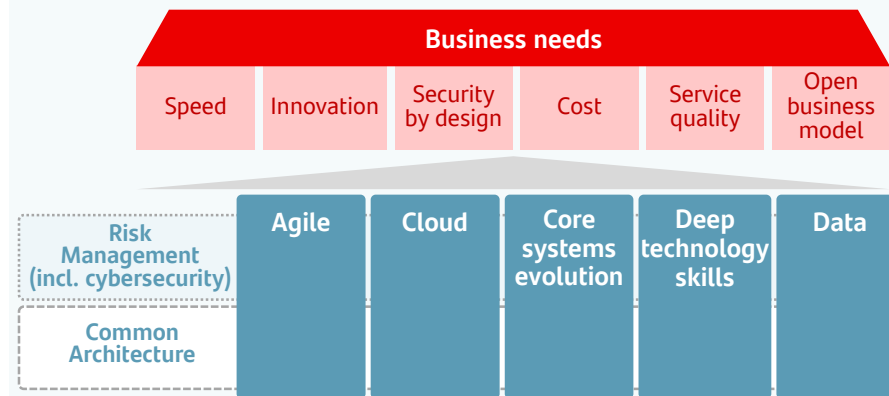 Business needs
Speed
Innovation
Security
by design
Cost
Service
quality
Open
business
model
Risk
Management
(incl. cybersecurity)
Common
Architecture
Agile
Cloud
Core
systems
evolution
Deep
technology
skills
Data